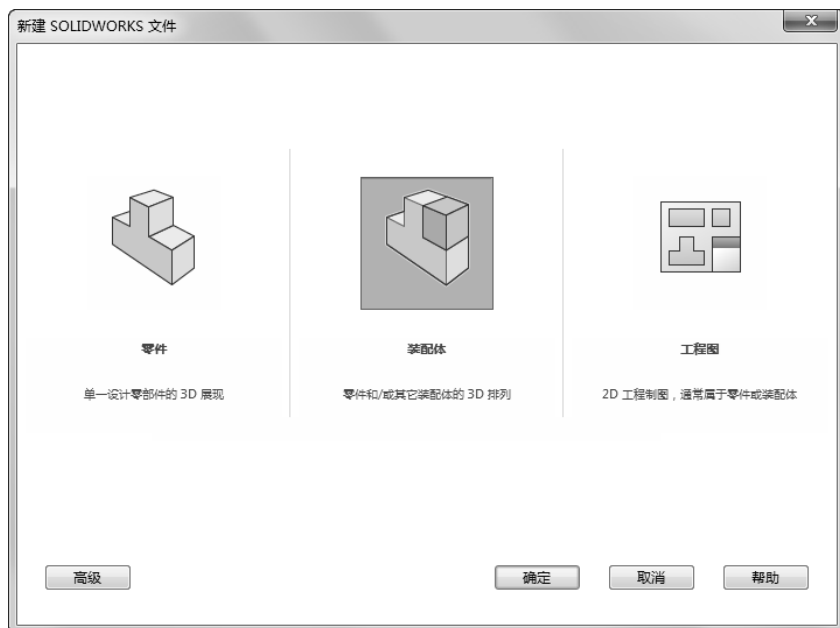 新建 SOLIDWORKS 文件
零件
装配体
工程图
单一设计零部件的 3D 展现
零件和/或其它装配体的 3D 排列
2D 工程制图，通常属于零件或装配体
高级
确定
取消
帮助